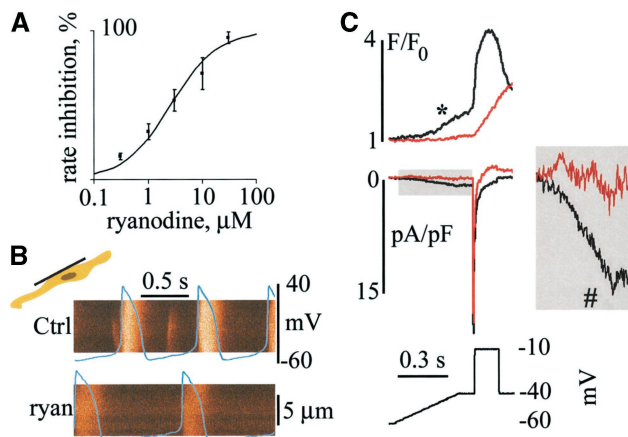 A
100
rate inhibition, %
0.1 1 10 100
ryanodine, µM
B
0.5 s
40
Ctrl
mV
-60
ryan
5 µm
C
4
F/F0
*
1
0
pA/pF
15
#
0.3 s
-10
-40
-60
mV